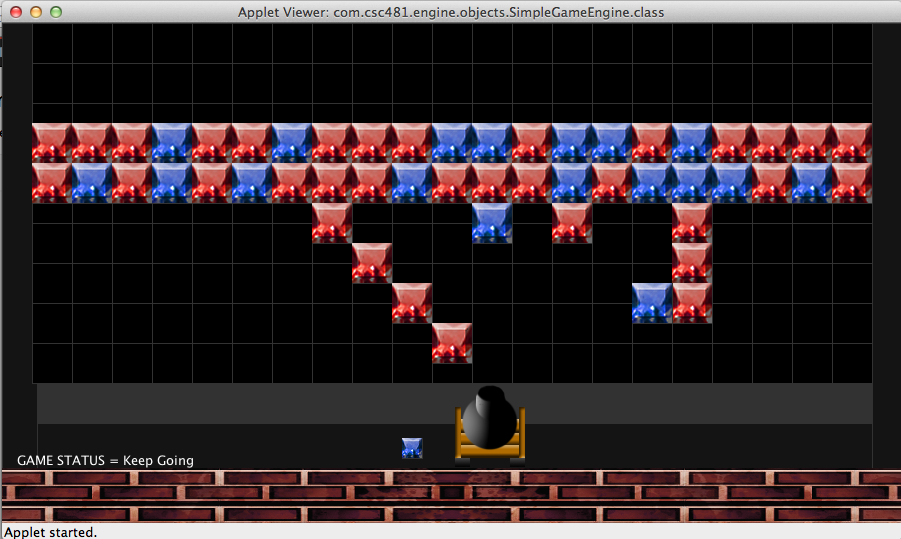 Applet Viewer: com.csc481.engine.objects.SimpleGameEngine.class
GAME STATUS = Keep Going
Applet started.